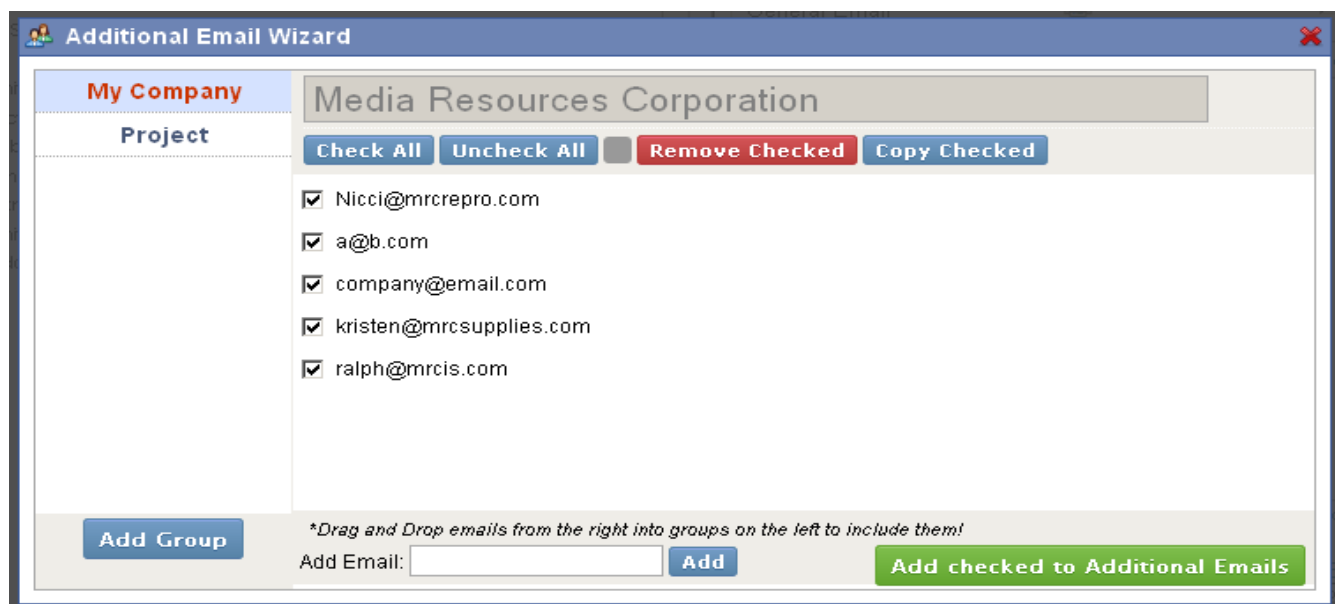 General Email
Additional Email Wizard
My Company
Project
Media Resources Corporation
Check All Uncheck All Remove Checked Copy Checked
Nicci@mrcrepro.com
a@b.com
company@email.com
kristen@mrcsupplies.com
ralph@mrcis.com
Add Group
*Drag and Drop emails from the right into groups on the left to include them!
Add Email: Add
Add checked to Additional Emails